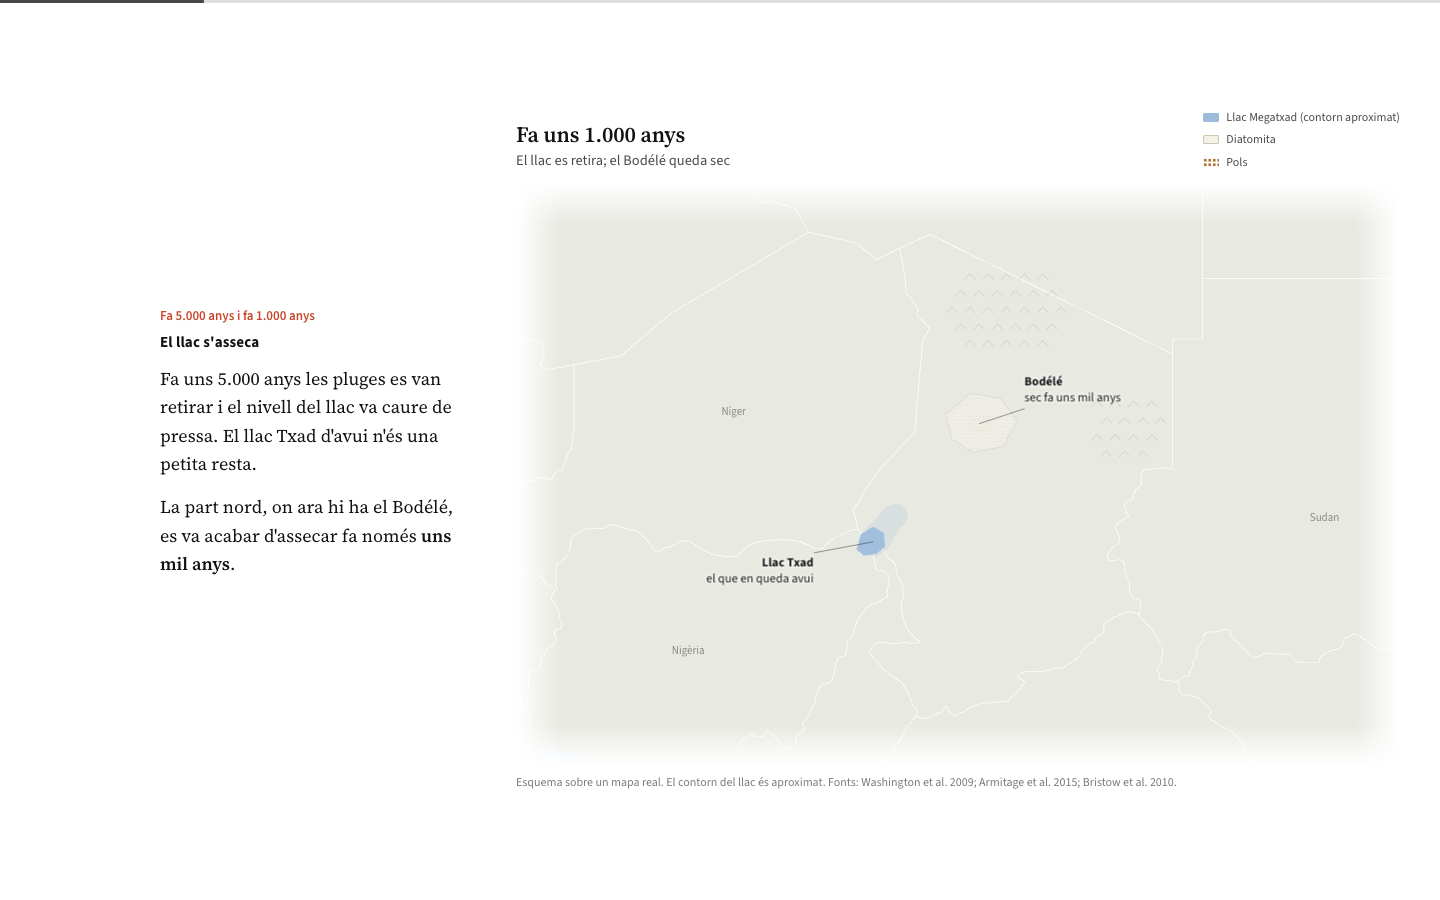 Fa uns 1.000 anys
El llac es retira; el Bodélé queda sec
Llac Megatxad (contorn aproximat)
Diatomita
Pols
Fa 5.000 anys i fa 1.000 anys
El llac s'asseca
Fa uns 5.000 anys les pluges es van
retirar i el nivell del llac va caure de
pressa. El llac Txad d'avui n'és una
petita resta.
La part nord, on ara hi ha el Bodélé,
es va acabar d'assecar fa només uns
mil anys.
Bodélé
sec fa uns mil anys
Níger
Sudan
Llac Txad
el que en queda avui
Nigèria
Esquema sobre un mapa real. El contorn del llac és aproximat. Fonts: Washington et al. 2009; Armitage et al. 2015; Bristow et al. 2010.